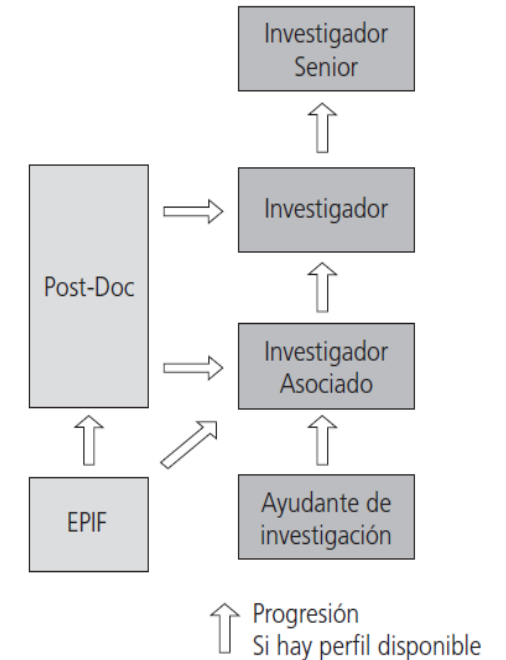 Investigador
Senior
Investigador
Post-Doc
Investigador
Asociado
EPIF
Ayudante de
investigación
Progresión
Si hay perfil disponible